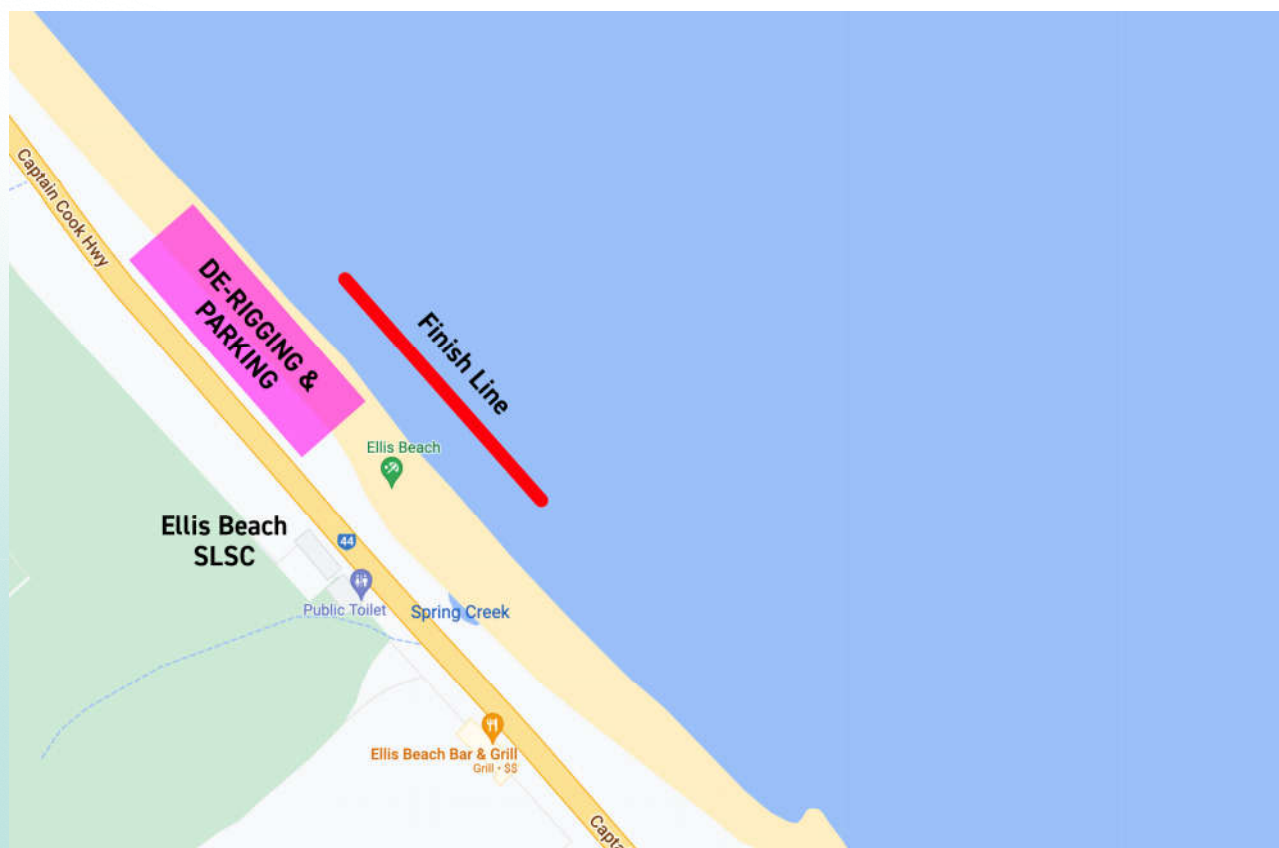 Captain Cook Hwy
DE-RIGGING &
PARKING
Finish Line
Ellis Beach
Ellis Beach
SLSC
44
Public Toilet
Spring Creek
Ellis Beach Bar & Grill
Grill • $$
Capta